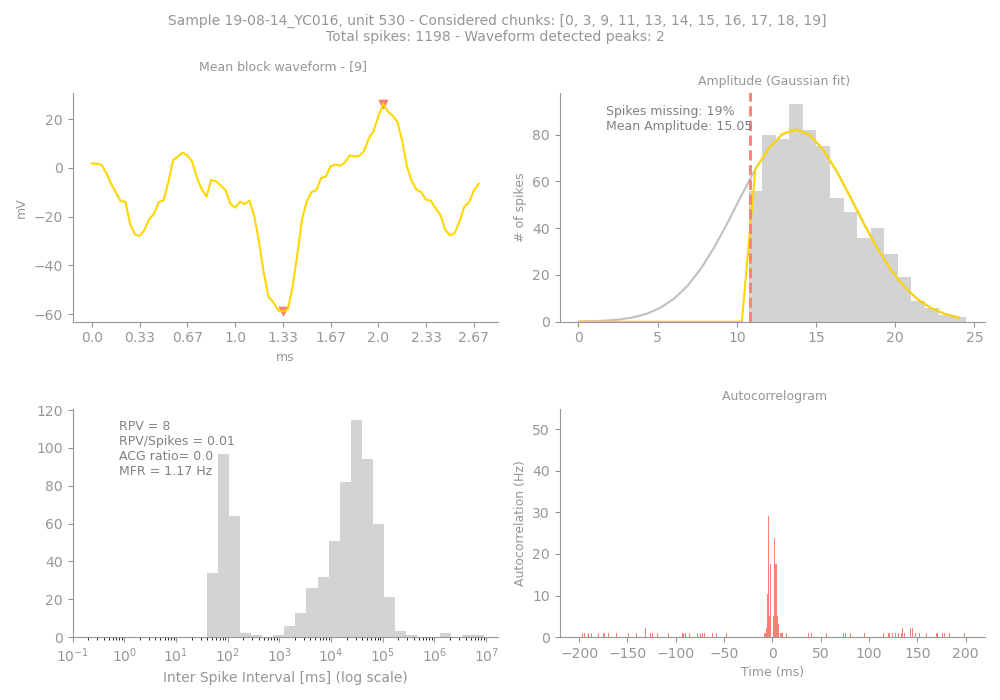 Sample 19-08-14_YC016, unit 530 - Considered chunks: [0, 3, 9, 11, 13, 14, 15, 16, 17, 18, 19]
Total spikes: 1198 - Waveform detected peaks: 2
Mean block waveform - [9]
mV
20
0
−20
−40
−60
0.0 0.33 0.67 1.0 1.33 1.67 2.0 2.33 2.67
ms
Amplitude (Gaussian fit)
Spikes missing: 19%
Mean Amplitude: 15.05
# of spikes
80
60
40
20
0
0 5 10 15 20 25
RPV = 8
RPV/Spikes = 0.01
ACG ratio= 0.0
MFR = 1.17 Hz
120
100
80
60
40
20
0
10⁻¹ 10⁰ 10¹ 10² 10³ 10⁴ 10⁵ 10⁶ 10⁷
Inter Spike Interval [ms] (log scale)
Autocorrelogram
Autocorrelation (Hz)
50
40
30
20
10
0
−200 −150 −100 −50 0 50 100 150 200
Time (ms)